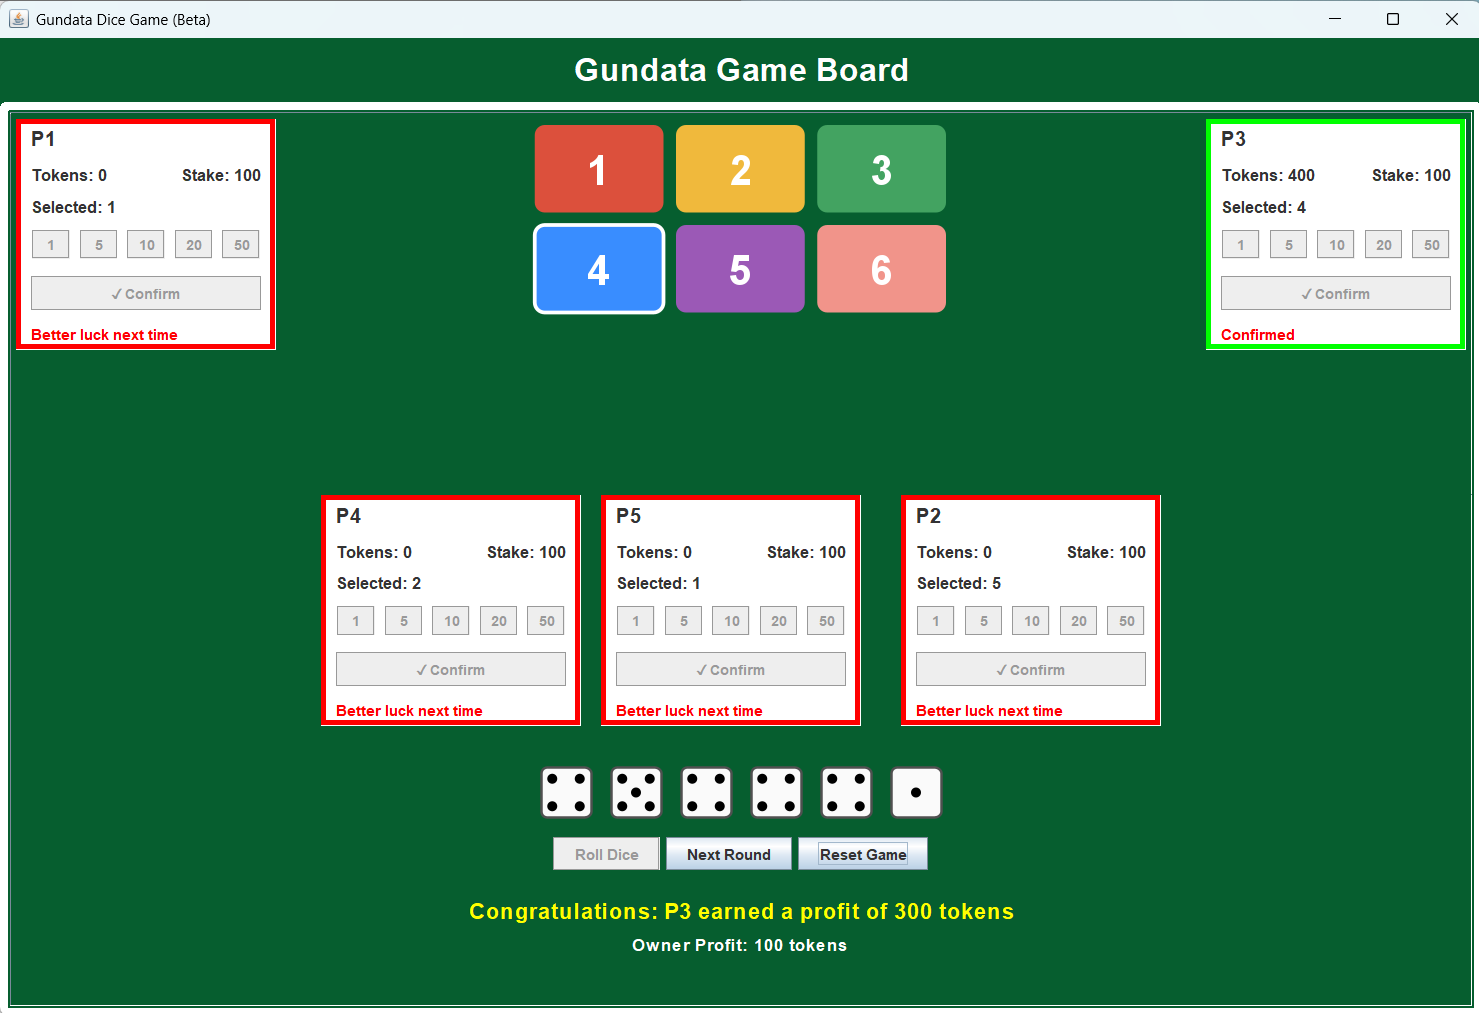 Gundata Dice Game (Beta)
Gundata Game Board
P1
Tokens: 0 Stake: 100
Selected: 1
1 5 10 20 50
✓ Confirm
Better luck next time
1 2 3
4 5 6
P3
Tokens: 400 Stake: 100
Selected: 4
1 5 10 20 50
✓ Confirm
Confirmed
P4
Tokens: 0 Stake: 100
Selected: 2
1 5 10 20 50
✓ Confirm
Better luck next time
P5
Tokens: 0 Stake: 100
Selected: 1
1 5 10 20 50
✓ Confirm
Better luck next time
P2
Tokens: 0 Stake: 100
Selected: 5
1 5 10 20 50
✓ Confirm
Better luck next time
Roll Dice Next Round Reset Game
Congratulations: P3 earned a profit of 300 tokens
Owner Profit: 100 tokens